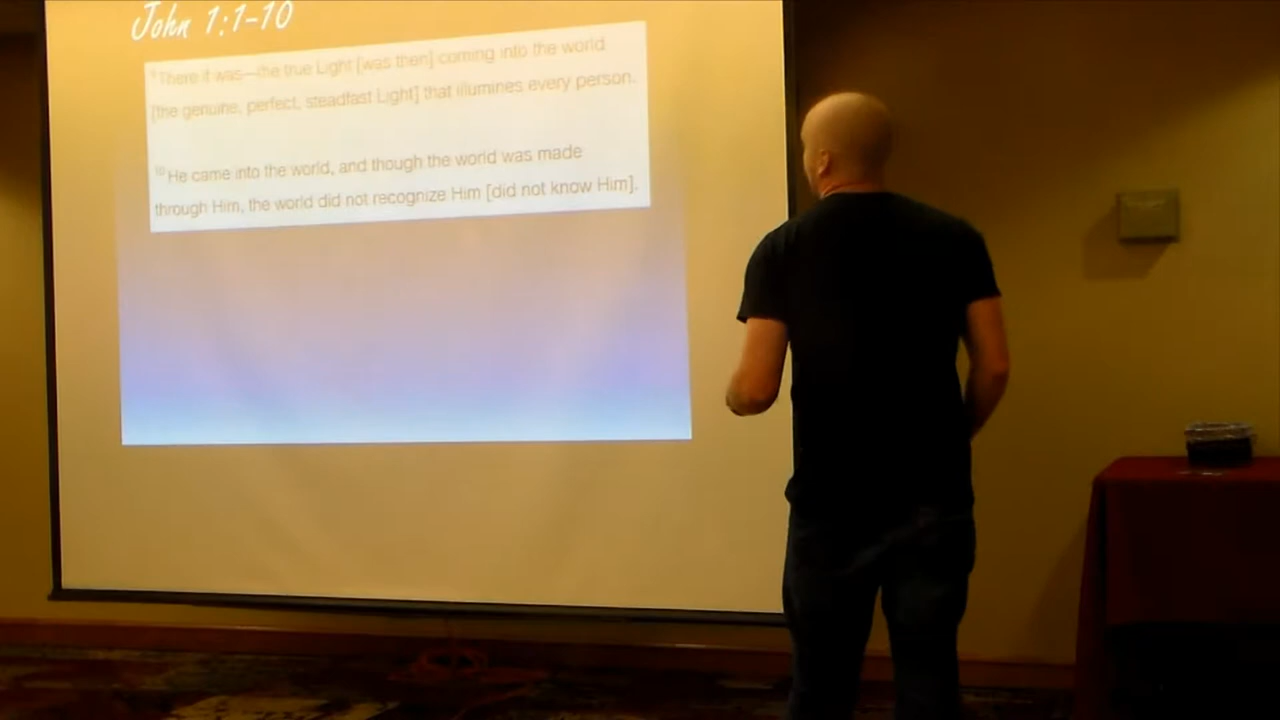 John 1:1-10
9 There it was—the true Light [was then] coming into the world
[the genuine, perfect, steadfast Light] that illumines every person.
10 He came into the world, and though the world was made
through Him, the world did not recognize Him [did not know Him].